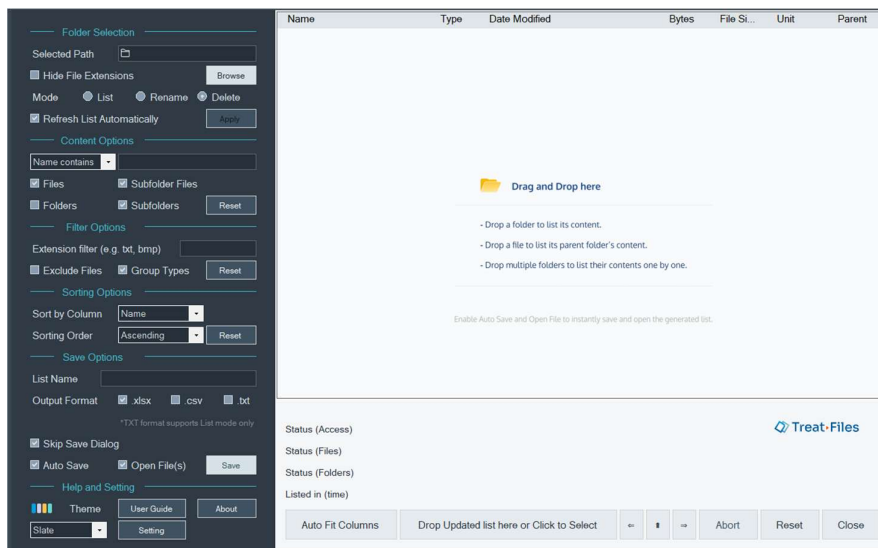 Folder Selection
Selected Path
Hide File Extensions Browse
Mode List Rename Delete
Refresh List Automatically Apply
Content Options
Name contains
Files Subfolder Files
Folders Subfolders Reset
Filter Options
Extension filter (e.g. txt, bmp)
Exclude Files Group Types Reset
Sorting Options
Sort by Column Name
Sorting Order Ascending Reset
Save Options
List Name
Output Format .xlsx .csv .txt
*TXT format supports List mode only
Skip Save Dialog
Auto Save Open File(s) Save
Help and Setting
Theme User Guide About
Slate Setting
Name Type Date Modified Bytes File Si... Unit Parent
Drag and Drop here
- Drop a folder to list its content.
- Drop a file to list its parent folder's content.
- Drop multiple folders to list their contents one by one.
Enable Auto Save and Open File to instantly save and open the generated list.
Status (Access)
Treat·Files
Status (Files)
Status (Folders)
Listed in (time)
Auto Fit Columns Drop Updated list here or Click to Select ⇦ ⇨ Abort Reset Close